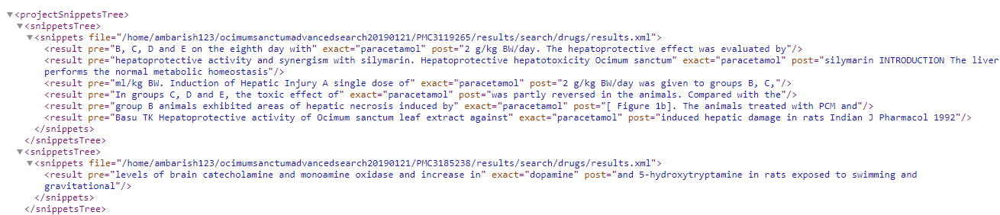 ▼<projectSnippetsTree>
▼<snippetsTree>
▼<snippets file="/home/ambarish123/ocimumsanctumadvancedsearch20190121/PMC3119265/results/search/drugs/results.xml">
<result pre="B, C, D and E on the eighth day with" exact="paracetamol" post="2 g/kg BW/day. The hepatoprotective effect was evaluated by"/>
<result pre="hepatoprotective activity and synergism with silymarin. Hepatoprotective hepatotoxicity Ocimum sanctum" exact="paracetamol" post="silymarin INTRODUCTION The liver
performs the normal metabolic homeostasis"/>
<result pre="ml/kg BW. Induction of Hepatic Injury A single dose of" exact="paracetamol" post="2 g/kg BW/day was given to groups B, C,"/>
<result pre="In groups C, D and E, the toxic effect of" exact="paracetamol" post="was partly reversed in the animals. Compared with the"/>
<result pre="group B animals exhibited areas of hepatic necrosis induced by" exact="paracetamol" post="[ Figure 1b]. The animals treated with PCM and"/>
<result pre="Basu TK Hepatoprotective activity of Ocimum sanctum leaf extract against" exact="paracetamol" post="induced hepatic damage in rats Indian J Pharmacol 1992"/>
</snippets>
</snippetsTree>
▼<snippetsTree>
▼<snippets file="/home/ambarish123/ocimumsanctumadvancedsearch20190121/PMC3185238/results/search/drugs/results.xml">
<result pre="levels of brain catecholamine and monoamine oxidase and increase in" exact="dopamine" post="and 5-hydroxytryptamine in rats exposed to swimming and
gravitational"/>
</snippets>
</snippetsTree>